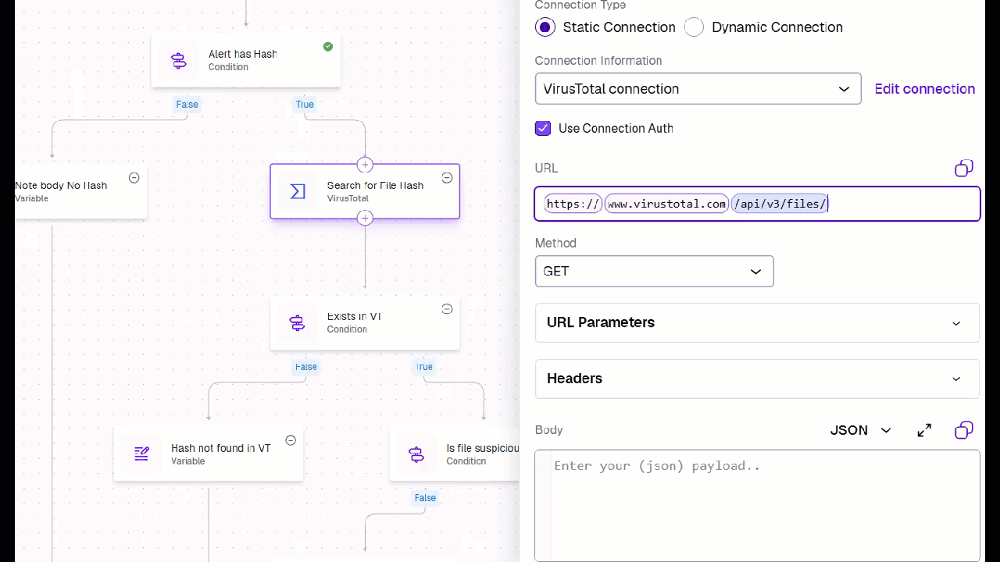 Alert has Hash
Condition
False
True
Note body No Hash
Variable
Search for File Hash
VirusTotal
Exists in VT
Condition
False
True
Hash not found in VT
Variable
Is file suspiciou
Condition
False
Connection Type
Static Connection
Dynamic Connection
Connection Information
VirusTotal connection
Edit connection
Use Connection Auth
URL
https://www.virustotal.com/api/v3/files/
Method
GET
URL Parameters
Headers
Body
JSON
Enter your (json) payload..